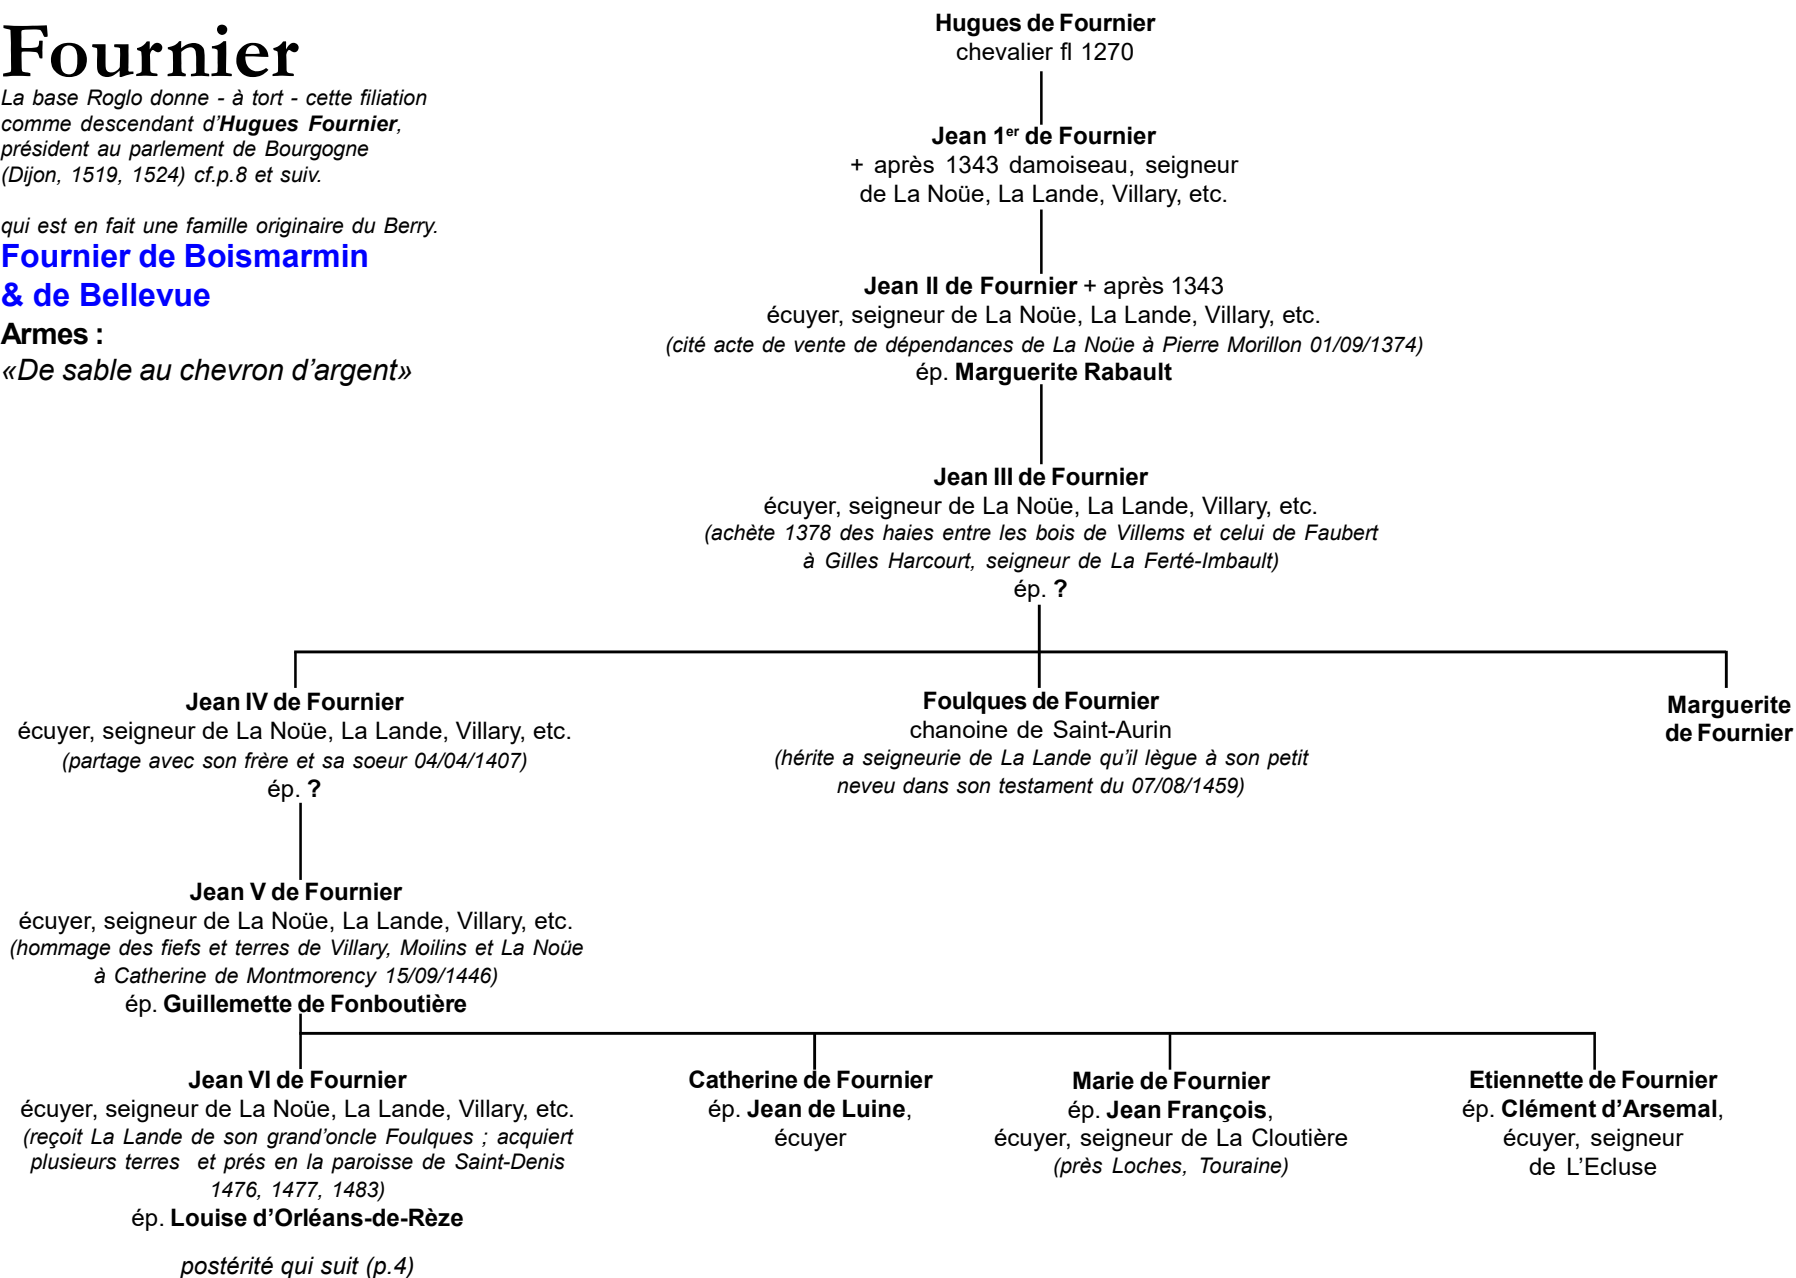 Fournier
La base Roglo donne - à tort - cette filiation
comme descendant d’Hugues Fournier,
président au parlement de Bourgogne
(Dijon, 1519, 1524) cf.p.8 et suiv.
qui est en fait une famille originaire du Berry.
Fournier de Boismarmin
& de Bellevue
Armes :
«De sable au chevron d’argent»
Hugues de Fournier
chevalier fl 1270
Jean 1er de Fournier
+ après 1343 damoiseau, seigneur
de La Noüe, La Lande, Villary, etc.
Jean II de Fournier + après 1343
écuyer, seigneur de La Noüe, La Lande, Villary, etc.
(cité acte de vente de dépendances de La Noüe à Pierre Morillon 01/09/1374)
ép. Marguerite Rabault
Jean III de Fournier
écuyer, seigneur de La Noüe, La Lande, Villary, etc.
(achète 1378 des haies entre les bois de Villems et celui de Faubert
à Gilles Harcourt, seigneur de La Ferté-Imbault)
ép. ?
Jean IV de Fournier
écuyer, seigneur de La Noüe, La Lande, Villary, etc.
(partage avec son frère et sa soeur 04/04/1407)
ép. ?
Foulques de Fournier
chanoine de Saint-Aurin
(hérite a seigneurie de La Lande qu’il lègue à son petit
neveu dans son testament du 07/08/1459)
Marguerite
de Fournier
Jean V de Fournier
écuyer, seigneur de La Noüe, La Lande, Villary, etc.
(hommage des fiefs et terres de Villary, Moilins et La Noüe
à Catherine de Montmorency 15/09/1446)
ép. Guillemette de Fonboutière
Jean VI de Fournier
écuyer, seigneur de La Noüe, La Lande, Villary, etc.
(reçoit La Lande de son grand’oncle Foulques ; acquiert
plusieurs terres et prés en la paroisse de Saint-Denis
1476, 1477, 1483)
ép. Louise d’Orléans-de-Rèze
postérité qui suit (p.4)
Catherine de Fournier
ép. Jean de Luine,
écuyer
Marie de Fournier
ép. Jean François,
écuyer, seigneur de La Cloutière
(près Loches, Touraine)
Etiennette de Fournier
ép. Clément d’Arsemal,
écuyer, seigneur
de L’Ecluse